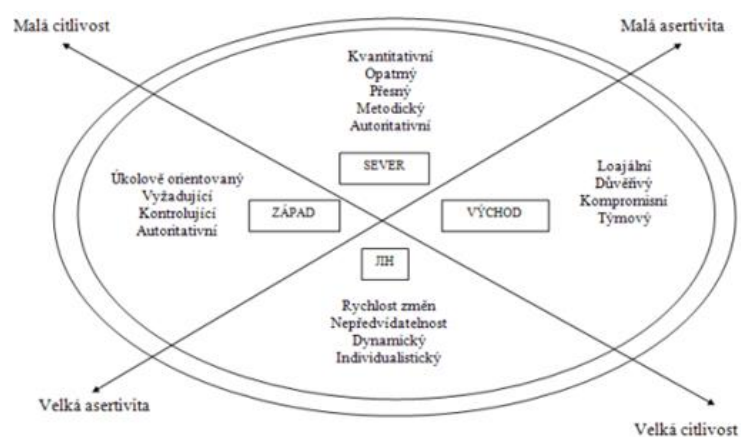 Malá citlivost
Malá asertivita
Kvantitativní
Opatrný
Přesný
Metodický
Autoritativní
SEVER
Úkolově orientovaný
Vyžadující
Kontrolující
Autoritativní
ZÁPAD
VÝCHOD
Loajální
Důvěřivý
Kompromisní
Týmový
JIH
Rychlost změn
Nepředvídatelnost
Dynamický
Individualistický
Velká asertivita
Velká citlivost